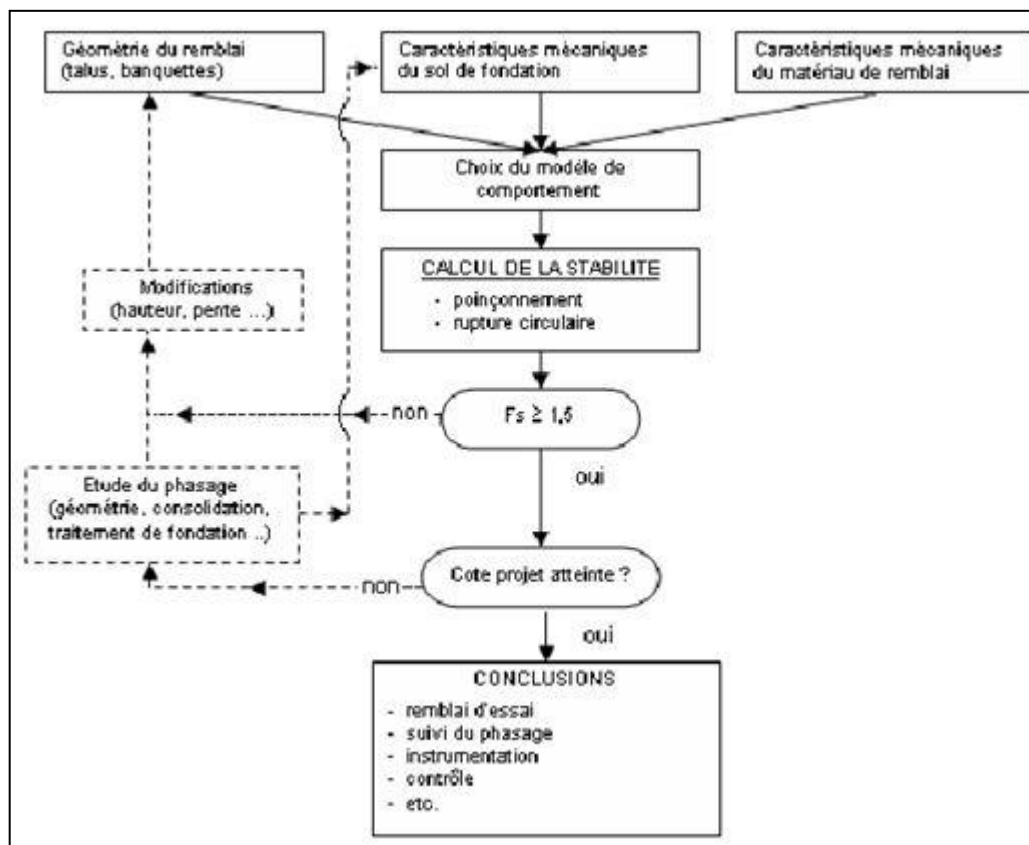 Géométrie du remblai
(talus, banquettes)
Caractéristiques mécaniques
du sol de fondation
Caractéristiques mécaniques
du matériau de remblai
Choix du modéle de
comportement
CALCUL DE LA STABILITE
• poinçonnement
• rupture circulaire
Modifications
(hauteur, pente ...)
non
Fs ≥ 1,5
oui
Etude du phasage
(géométrie, consolidation,
traitement de fondation ..)
non
Cote projet atteinte ?
oui
CONCLUSIONS
- remblai d'essai
- suivi du phasage
- instrumentation
- contrôle
- etc.